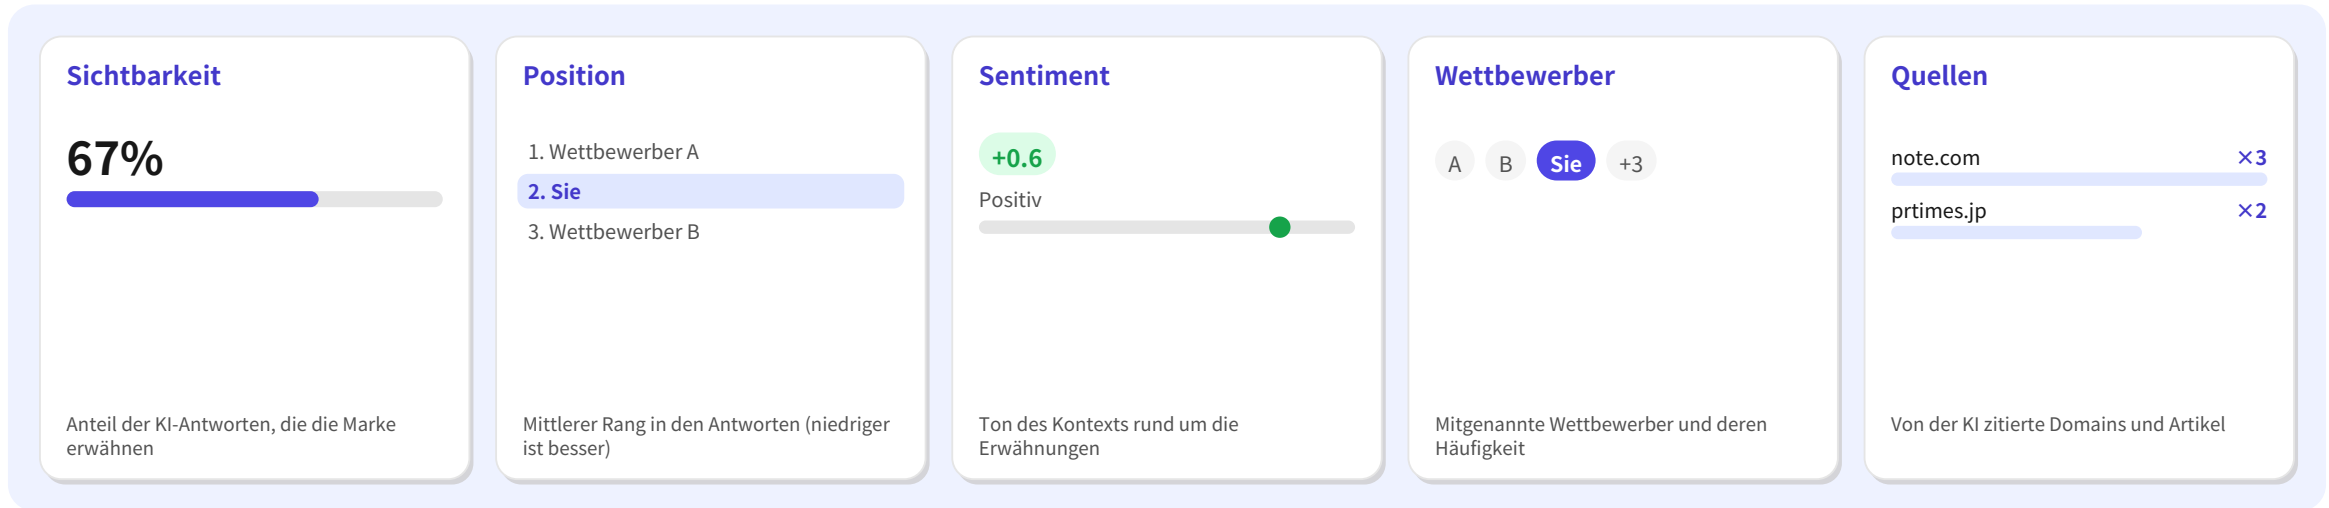 Sichtbarkeit
67%
Anteil der KI-Antworten, die die Marke
erwähnen
Position
1. Wettbewerber A
2. Sie
3. Wettbewerber B
Mittlerer Rang in den Antworten (niedriger
ist besser)
Sentiment
+0.6
Positiv
Ton des Kontexts rund um die
Erwähnungen
Wettbewerber
A B Sie +3
Mitgenannte Wettbewerber und deren
Häufigkeit
Quellen
note.com ×3
prtimes.jp ×2
Von der KI zitierte Domains und Artikel